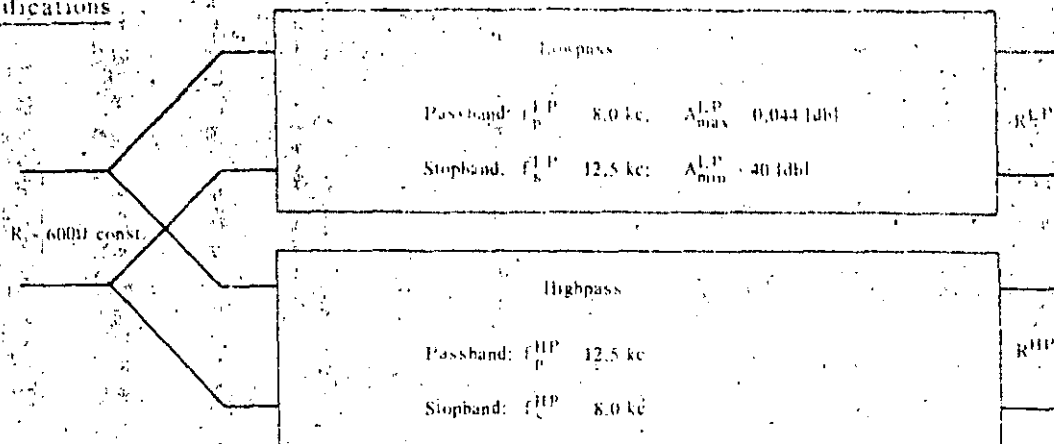 Lowpass
Passband: f_p^LP 8.0 kc, A_max^LP 0.044 [db]
Stopband: f_s^LP 12.5 kc; A_min^LP 40 [db]
R^LP
R 600Ω const.
Highpass
Passband: f_p^HP 12.5 kc
Stopband: f_s^HP 8.0 kc
R^HP